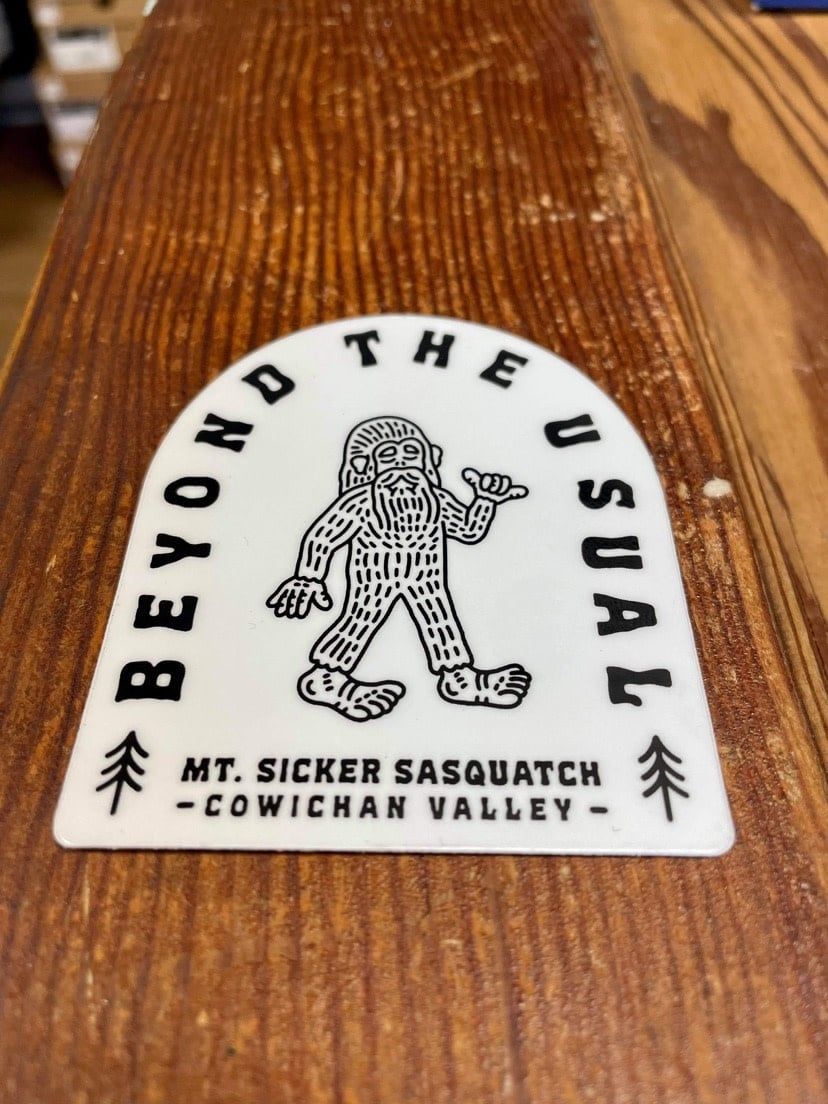 BEYOND THE USUAL
MT. SICKER SASQUATCH
-COWICHAN VALLEY-